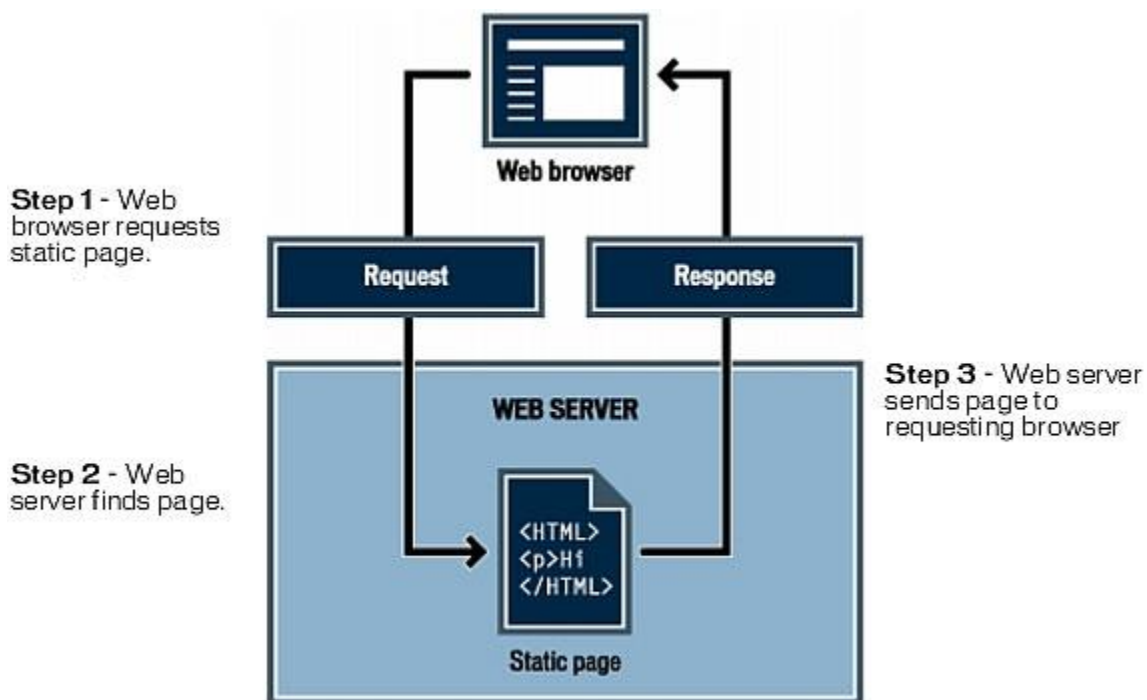 Web browser
Step 1 - Web
browser requests
static page.
Request
Response
WEB SERVER
Step 3 - Web server
sends page to
requesting browser
Step 2 - Web
server finds page.
<HTML>
<p>Hi
</HTML>
Static page